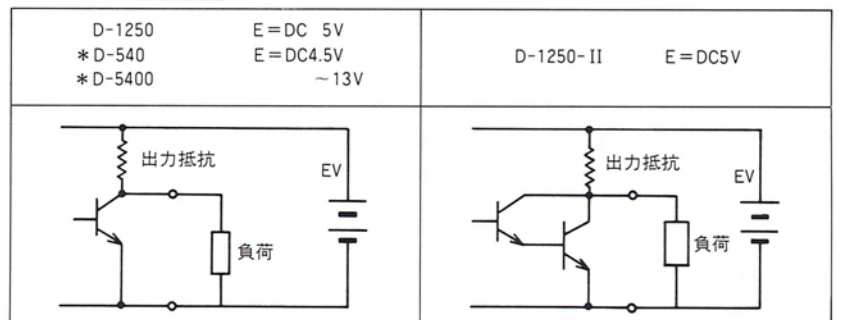 D-1250 E=DC 5V
*D-540 E=DC4.5V
*D-5400 ~13V
D-1250-II E=DC5V
出力抵抗
EV
負荷
出力抵抗
EV
負荷